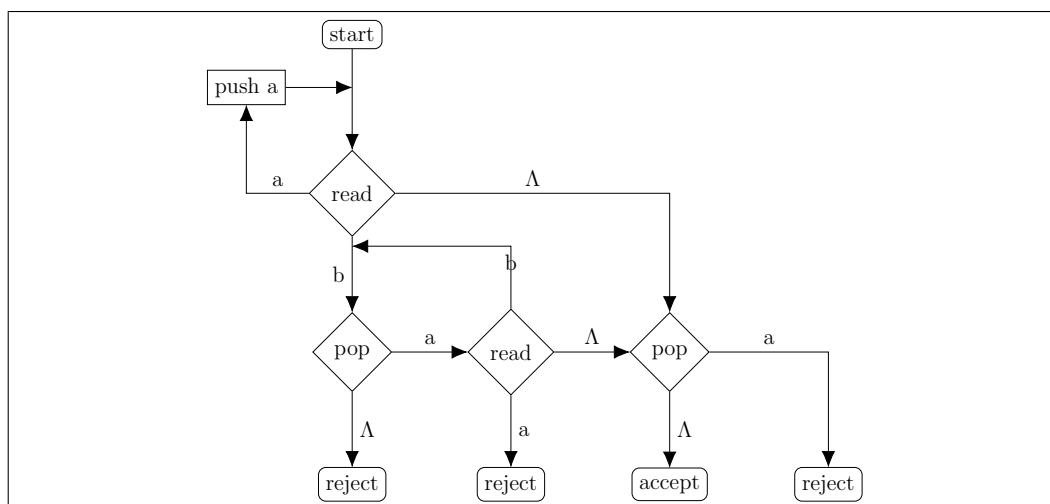 start
push a
a
read
Λ
b
b
pop
a
read
Λ
pop
a
Λ
a
Λ
reject
reject
accept
reject